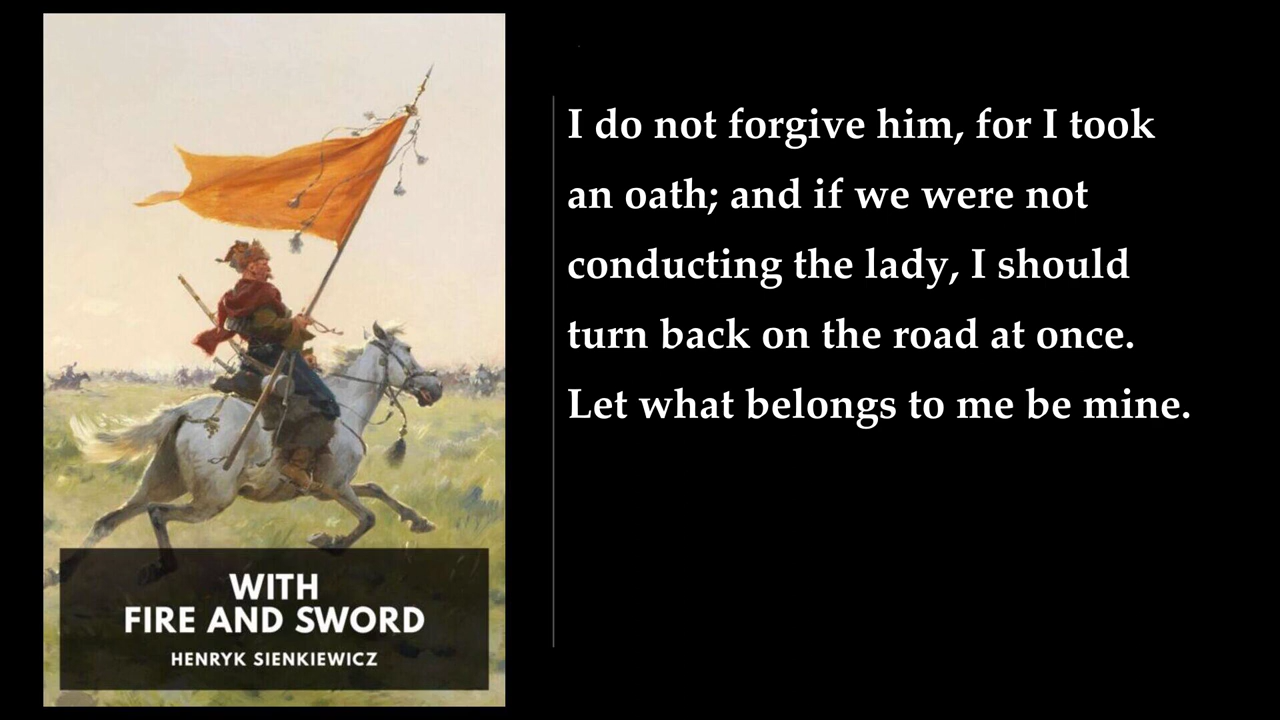 I do not forgive him, for I took
an oath; and if we were not
conducting the lady, I should
turn back on the road at once.
Let what belongs to me be mine.
WITH
FIRE AND SWORD
HENRYK SIENKIEWICZ